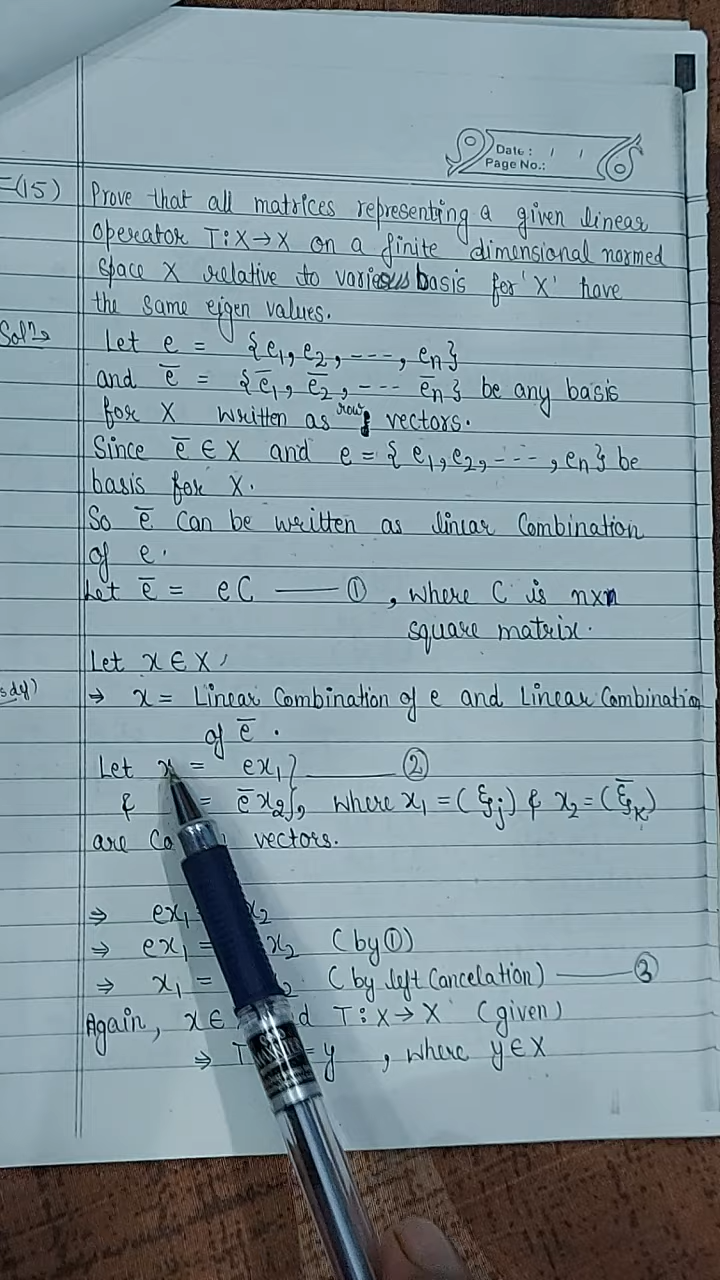 Date: / /
Page No.:
(15) Prove that all matrices representing a given linear
operator T:X→X on a finite dimensional normed
space X relative to various basis for 'X' have
the same eigen values.
Solⁿ Let e = {e₁, e₂, ---, eₙ}
and ē = {ē₁, ē₂, --- ēₙ} be any basis
for X written as row vectors.
Since ē ∈ X and e = {e₁, e₂, ---, eₙ} be
basis for X.
So ē Can be written as linear Combination
of e.
Let ē = eC —— ①, where C is n×n
square matrix.
Let x ∈ X,
→ x = Linear Combination of e and Linear Combination
of ē.
Let x = ex₁} —— ②
& = ēx₂}, where x₁ = (ξⱼ) & x₂ = (ξ̄ₖ)
are vectors.
⇒ ex₁ x₂
⇒ ex₁ = x₂ (by ①)
⇒ x₁ = ₂ (by left Cancelation) —— ③
Again, x ∈ T:X→X (given)
⇒ T = y, where y ∈ X